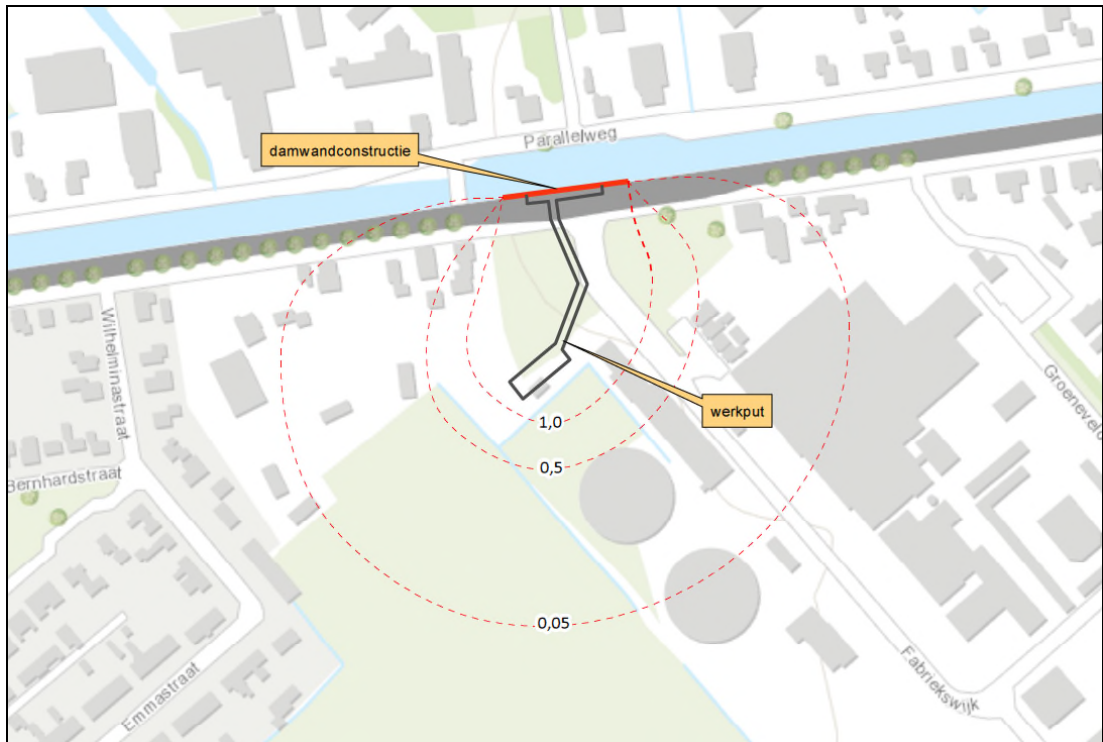 Parallelweg
damwandconstructie
Wilhelminastraat
Groeneveld
werkput
1,0
0,5
Bernhardstraat
0,05
Emmastraat
Fabriekswijk